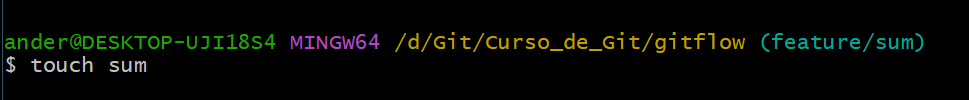 ander@DESKTOP-UJI18S4 MINGW64 /d/Git/Curso_de_Git/gitflow (feature/sum)
$ touch sum